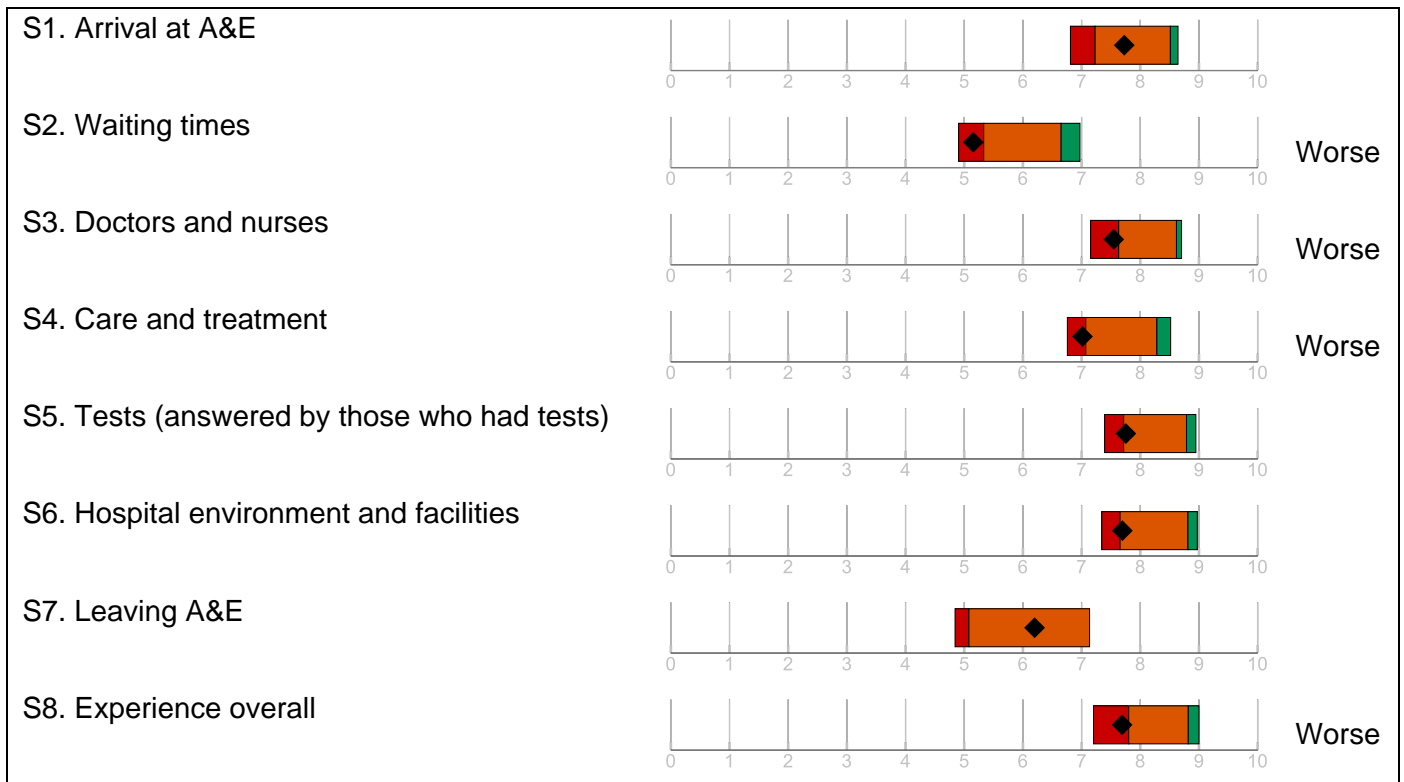 S1. Arrival at A&E
0 1 2 3 4 5 6 7 8 9 10
S2. Waiting times
Worse
0 1 2 3 4 5 6 7 8 9 10
S3. Doctors and nurses
Worse
0 1 2 3 4 5 6 7 8 9 10
S4. Care and treatment
Worse
0 1 2 3 4 5 6 7 8 9 10
S5. Tests (answered by those who had tests)
0 1 2 3 4 5 6 7 8 9 10
S6. Hospital environment and facilities
0 1 2 3 4 5 6 7 8 9 10
S7. Leaving A&E
0 1 2 3 4 5 6 7 8 9 10
S8. Experience overall
Worse
0 1 2 3 4 5 6 7 8 9 10